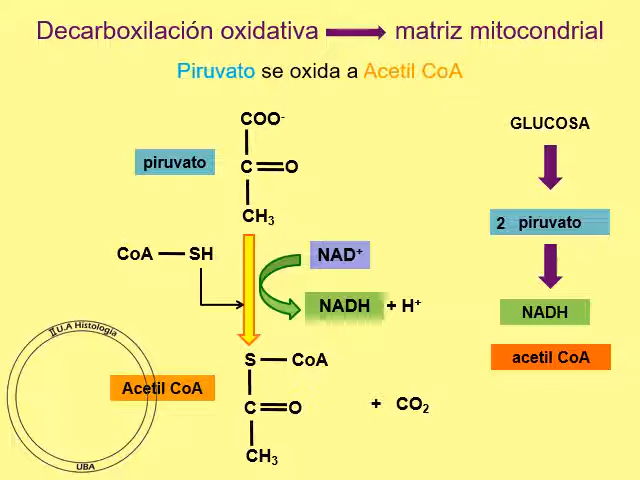 Decarboxilación oxidativa matriz mitocondrial
Piruvato se oxida a Acetil CoA
COO-
piruvato
C O
CH3
CoA SH
NAD+
NADH + H+
S CoA
Acetil CoA
C O
+ CO2
CH3
GLUCOSA
2 piruvato
NADH
acetil CoA
II U.A Histología
UBA